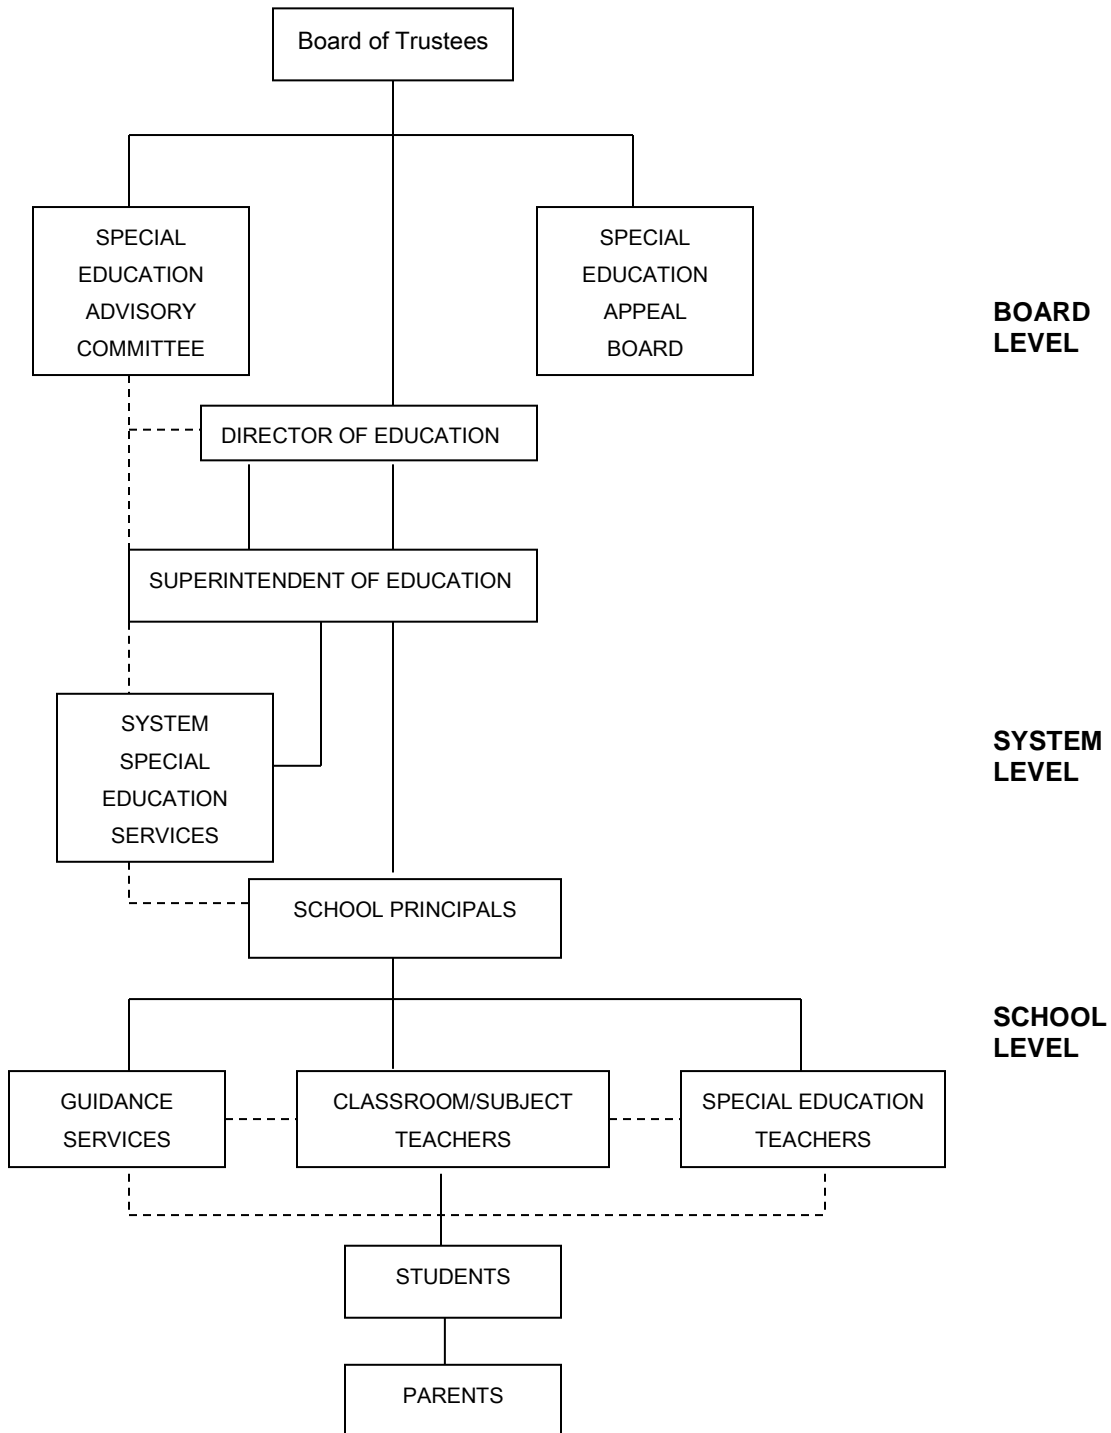 Board of Trustees
SPECIAL
EDUCATION
ADVISORY
COMMITTEE
SPECIAL
EDUCATION
APPEAL
BOARD
BOARD
LEVEL
DIRECTOR OF EDUCATION
SUPERINTENDENT OF EDUCATION
SYSTEM
SPECIAL
EDUCATION
SERVICES
SYSTEM
LEVEL
SCHOOL PRINCIPALS
SCHOOL
LEVEL
GUIDANCE
SERVICES
CLASSROOM/SUBJECT
TEACHERS
SPECIAL EDUCATION
TEACHERS
STUDENTS
PARENTS